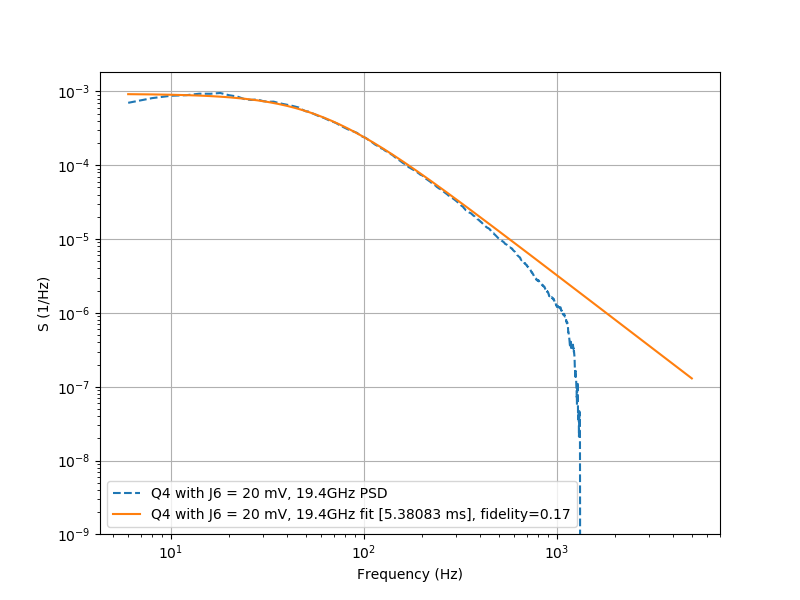 10⁻³
10⁻⁴
10⁻⁵
10⁻⁶
10⁻⁷
10⁻⁸
10⁻⁹
S (1/Hz)
Q4 with J6 = 20 mV, 19.4GHz PSD
Q4 with J6 = 20 mV, 19.4GHz fit [5.38083 ms], fidelity=0.17
10¹ 10² 10³
Frequency (Hz)